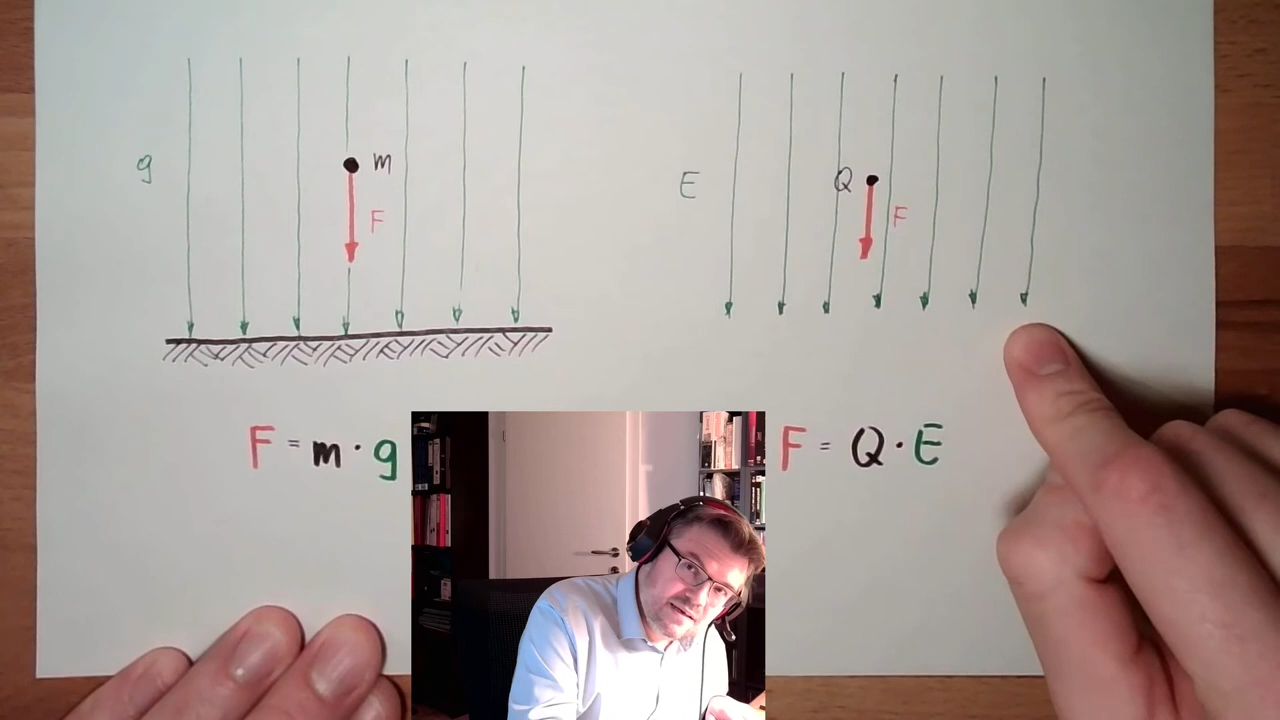 g
m
F
E
Q
F
F = m · g
F = Q · E